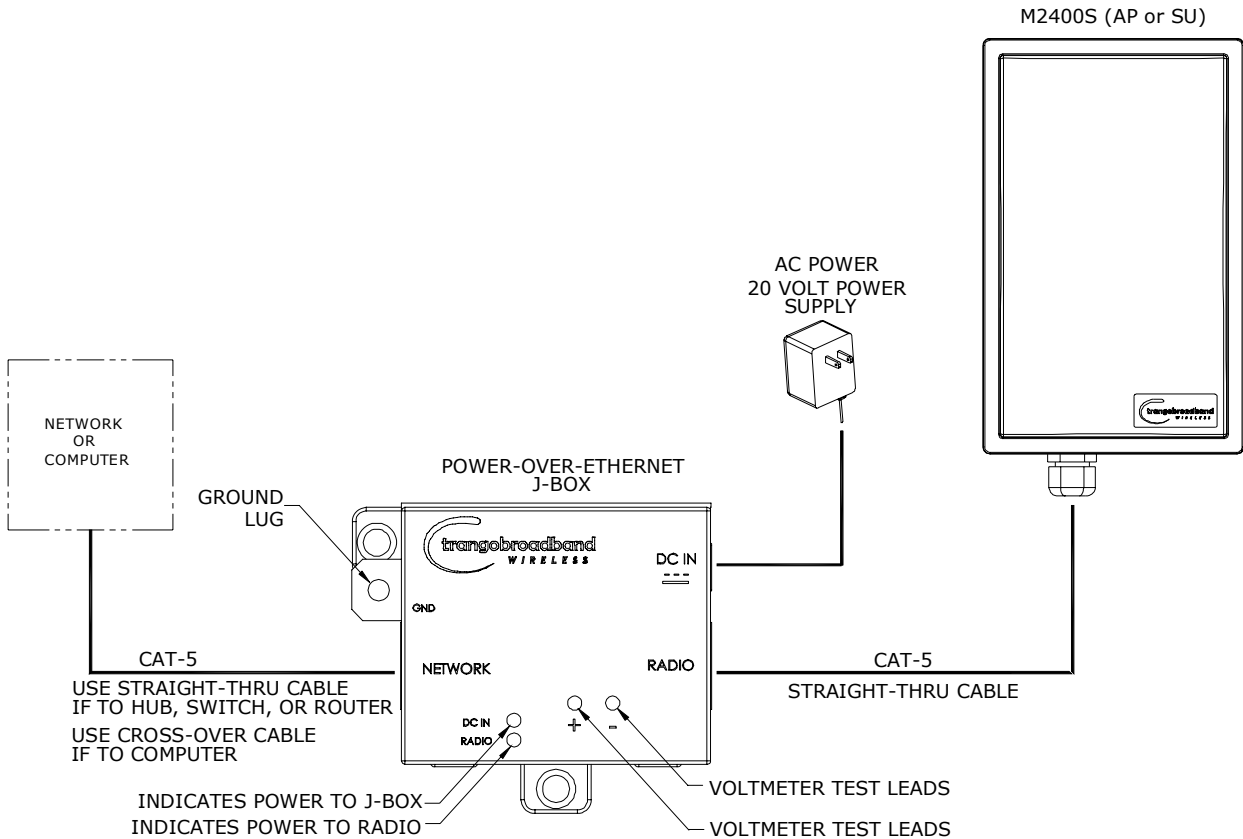 M2400S (AP or SU)
trangobroadband
WIRELESS
AC POWER
20 VOLT POWER
SUPPLY
NETWORK
OR
COMPUTER
POWER-OVER-ETHERNET
J-BOX
GROUND
LUG
trangobroadband
WIRELESS
DC IN
GND
CAT-5
NETWORK
RADIO
CAT-5
USE STRAIGHT-THRU CABLE
IF TO HUB, SWITCH, OR ROUTER
USE CROSS-OVER CABLE
IF TO COMPUTER
STRAIGHT-THRU CABLE
DC IN
RADIO
+
-
INDICATES POWER TO J-BOX
INDICATES POWER TO RADIO
VOLTMETER TEST LEADS
VOLTMETER TEST LEADS